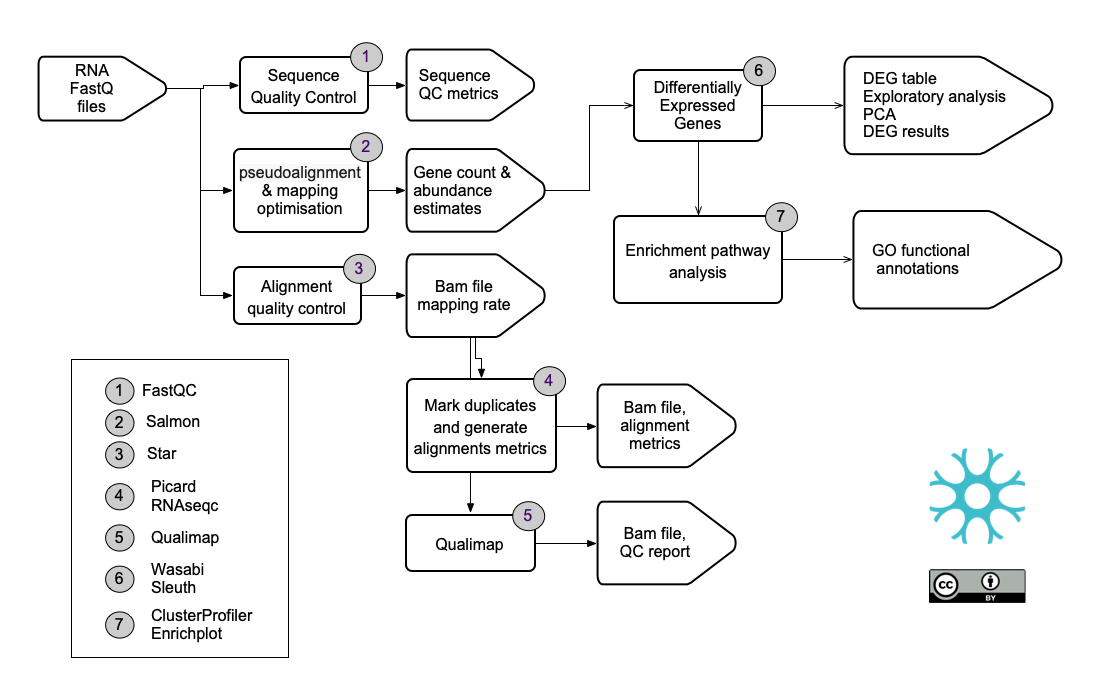 RNA
FastQ
files
1
Sequence
Quality Control
Sequence
QC metrics
2
pseudoalignment
& mapping
optimisation
Gene count &
abundance
estimates
3
Alignment
quality control
Bam file
mapping rate
6
Differentially
Expressed
Genes
DEG table
Exploratory analysis
PCA
DEG results
7
Enrichment pathway
analysis
GO functional
annotations
4
Mark duplicates
and generate
alignments metrics
Bam file,
alignment
metrics
5
Qualimap
Bam file,
QC report
1 FastQC
2 Salmon
3 Star
4 Picard
RNAseqc
5 Qualimap
6 Wasabi
Sleuth
7 ClusterProfiler
Enrichplot
cc
BY